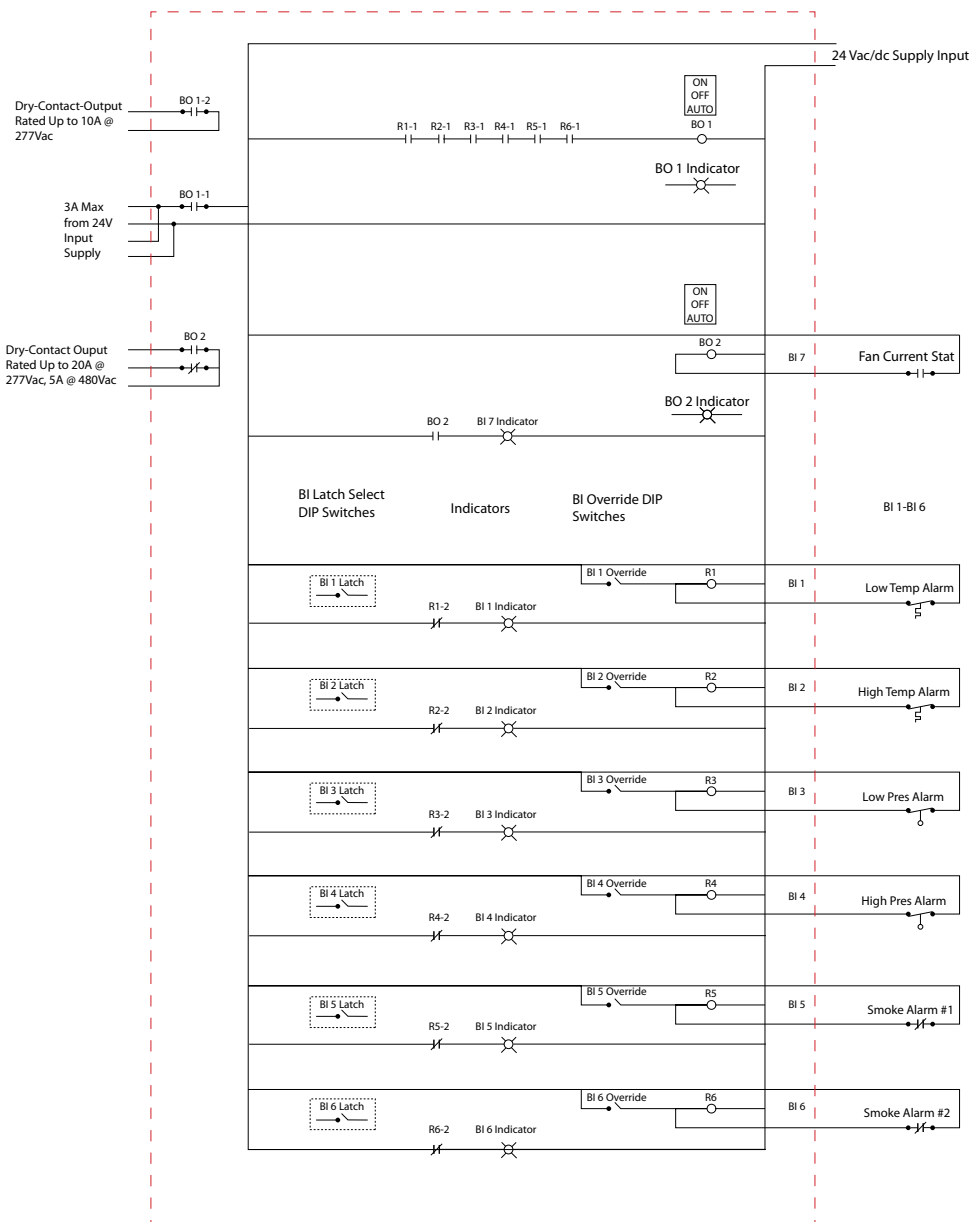 24 Vac/dc Supply Input
ON
OFF
AUTO
BO 1
Dry-Contact-Output
Rated Up to 10A @
277Vac
BO 1-2
R1-1 R2-1 R3-1 R4-1 R5-1 R6-1
BO 1 Indicator
3A Max
from 24V
Input
Supply
BO 1-1
ON
OFF
AUTO
Dry-Contact Ouput
Rated Up to 20A @
277Vac, 5A @ 480Vac
BO 2
BO 2
BI 7
Fan Current Stat
BO 2 Indicator
BO 2
BI 7 Indicator
BI Latch Select
DIP Switches
Indicators
BI Override DIP
Switches
BI 1-BI 6
BI 1 Latch
BI 1 Override
R1
BI 1
Low Temp Alarm
R1-2
BI 1 Indicator
BI 2 Latch
BI 2 Override
R2
BI 2
High Temp Alarm
R2-2
BI 2 Indicator
BI 3 Latch
BI 3 Override
R3
BI 3
Low Pres Alarm
R3-2
BI 3 Indicator
BI 4 Latch
BI 4 Override
R4
BI 4
High Pres Alarm
R4-2
BI 4 Indicator
BI 5 Latch
BI 5 Override
R5
BI 5
Smoke Alarm #1
R5-2
BI 5 Indicator
BI 6 Latch
BI 6 Override
R6
BI 6
Smoke Alarm #2
R6-2
BI 6 Indicator